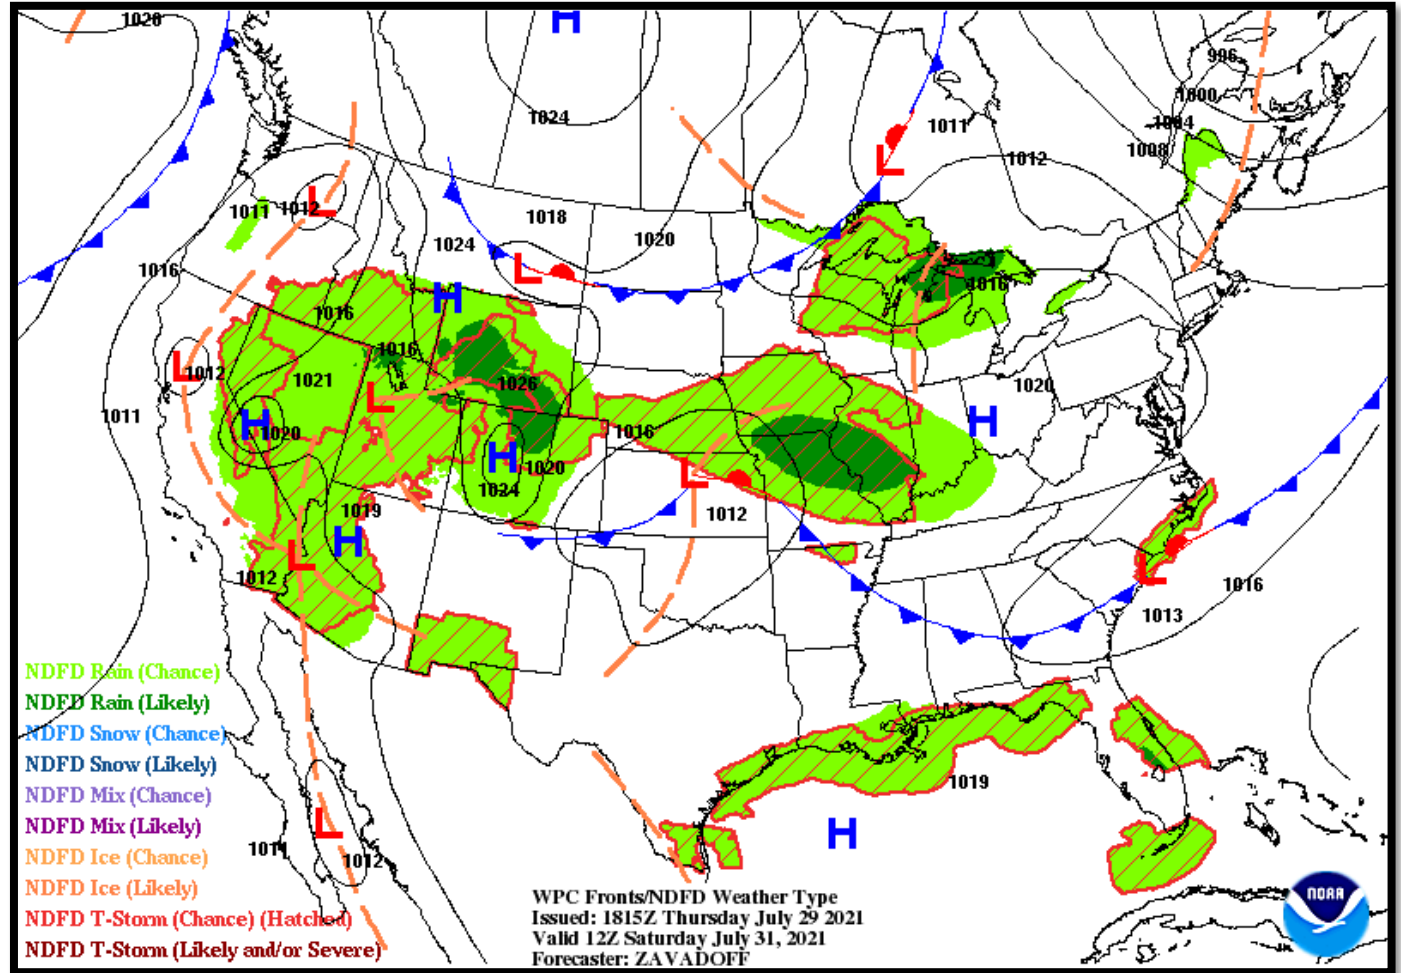 1028
H
996
1000
1024
1004
1011
L
1008
1012
L
1011
1012
1018
1024
1020
1016
L
H
1016
1016
1016
L
1012
1021
1026
1020
1011
L
H
1020
H
1016
H
1020
1024
L
1019
1012
H
L
1012
L
1016
1013
NDFD Rain (Chance)
NDFD Rain (Likely)
NDFD Snow (Chance)
NDFD Snow (Likely)
NDFD Mix (Chance)
NDFD Mix (Likely)
NDFD Ice (Chance)
NDFD Ice (Likely)
NDFD T-Storm (Chance) (Hatched)
NDFD T-Storm (Likely and/or Severe)
1019
H
L
1011
1012
WPC Fronts/NDFD Weather Type
Issued: 1815Z Thursday July 29 2021
Valid 12Z Saturday July 31, 2021
Forecaster: ZAVADOFF
NOAA